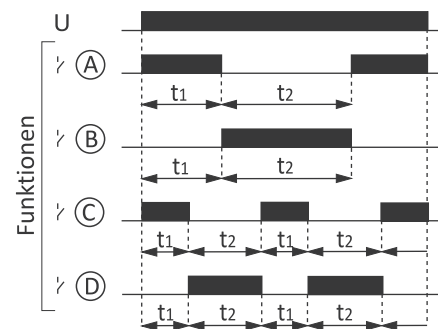 U
Funktionen
A
t1 t2
B
t1 t2
C
t1 t2 t1 t2
D
t1 t2 t1 t2